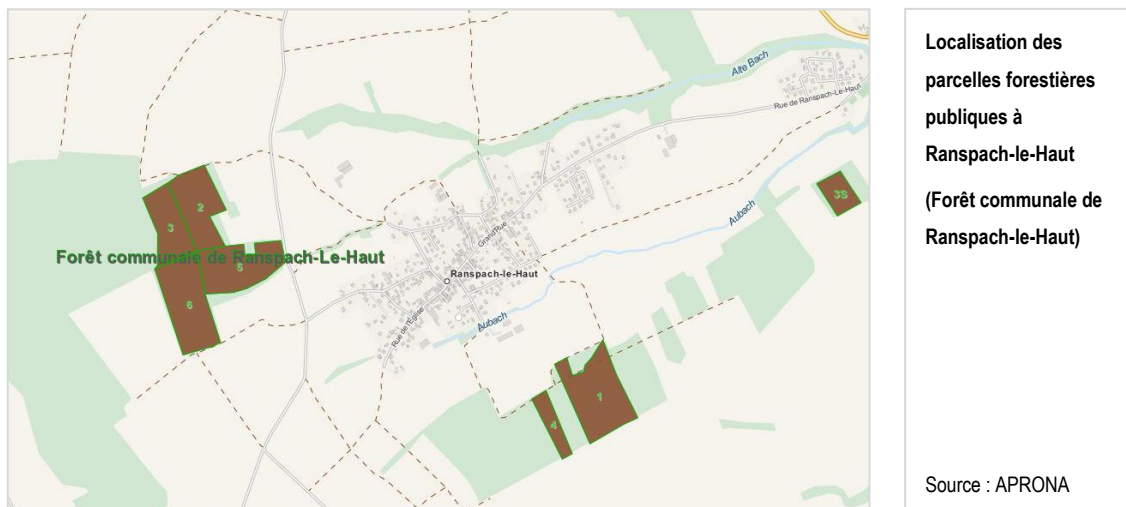 Alte Bach
Rue de Ranspach-Le-Haut
3S
2
3
Grand'Rue
Aubach
Forêt communale de Ranspach-Le-Haut
5
Ranspach-le-Haut
6
Rue de l'Eglise
Aubach
Aubach
1
4
Localisation des
parcelles forestières
publiques à
Ranspach-le-Haut
(Forêt communale de
Ranspach-le-Haut)
Source : APRONA